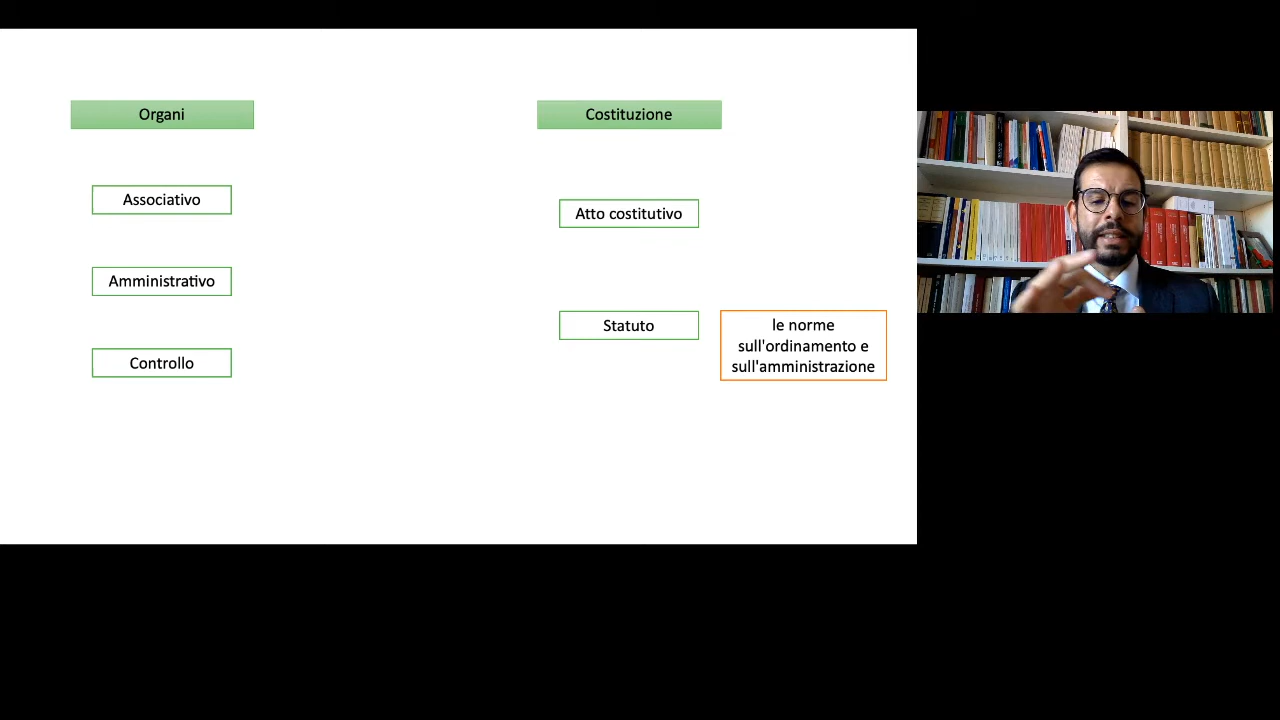 Organi
Associativo
Amministrativo
Controllo
Costituzione
Atto costitutivo
Statuto
le norme
sull'ordinamento e
sull'amministrazione